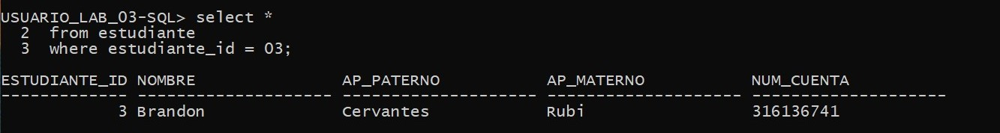 USUARIO_LAB_03-SQL> select *
  2  from estudiante
  3  where estudiante_id = 03;
ESTUDIANTE_ID NOMBRE               AP_PATERNO           AP_MATERNO           NUM_CUENTA
------------- -------------------- -------------------- -------------------- --------------------
            3 Brandon              Cervantes            Rubi                 316136741